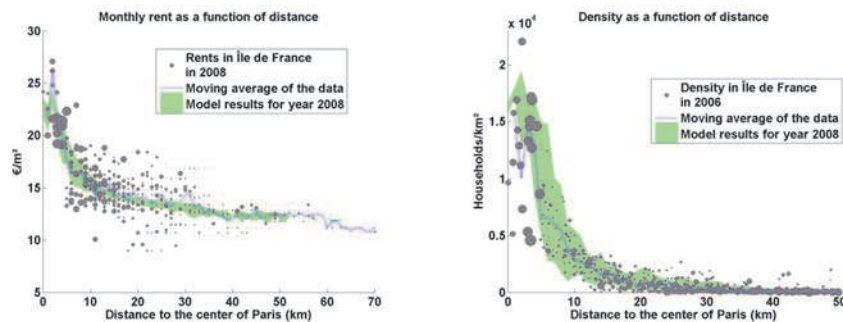 Monthly rent as a function of distance
30
25
20
15
10
5
€/m²
Rents in Île de France
in 2008
Moving average of the data
Model results for year 2008
0 10 20 30 40 50 60 70
Distance to the center of Paris (km)
Density as a function of distance
x 10⁴
2.5
2
1.5
1
0.5
0
Households/km²
Density in Île de France
in 2006
Moving average of the data
Model results for year 2008
0 10 20 30 40 50
Distance to the center of Paris (km)